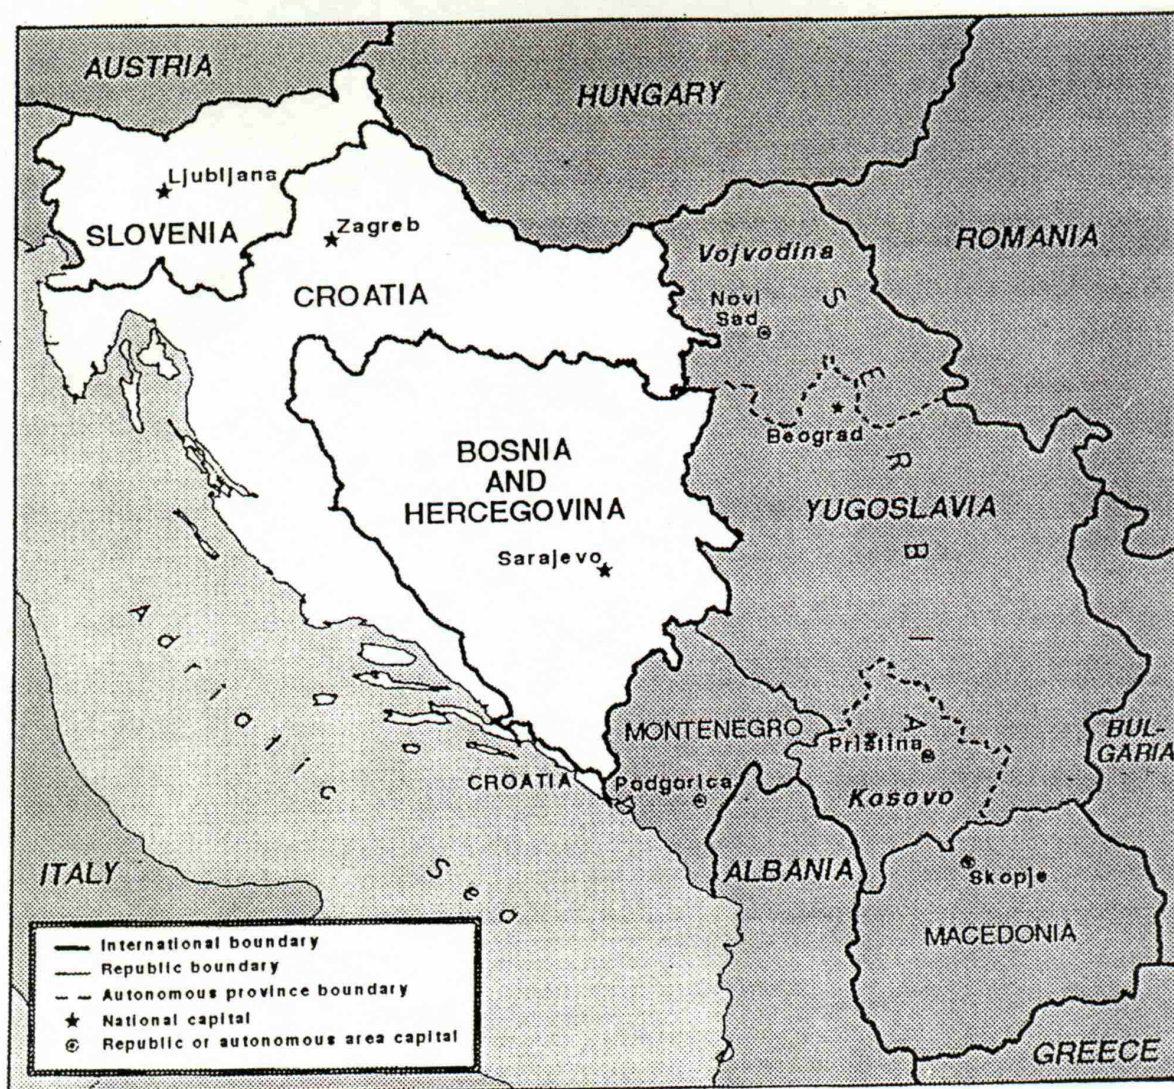 AUSTRIA
HUNGARY
Ljubljana
SLOVENIA
Zagreb
CROATIA
Vojvodina
ROMANIA
Novi
Sad
SERBIA
Beograd
BOSNIA
AND
HERCEGOVINA
YUGOSLAVIA
Sarajevo
Adriatic Sea
MONTENEGRO
Priština
BUL-
GARIA
CROATIA
Podgorica
Kosovo
ITALY
ALBANIA
Skopje
MACEDONIA
GREECE
International boundary
Republic boundary
Autonomous province boundary
National capital
Republic or autonomous area capital